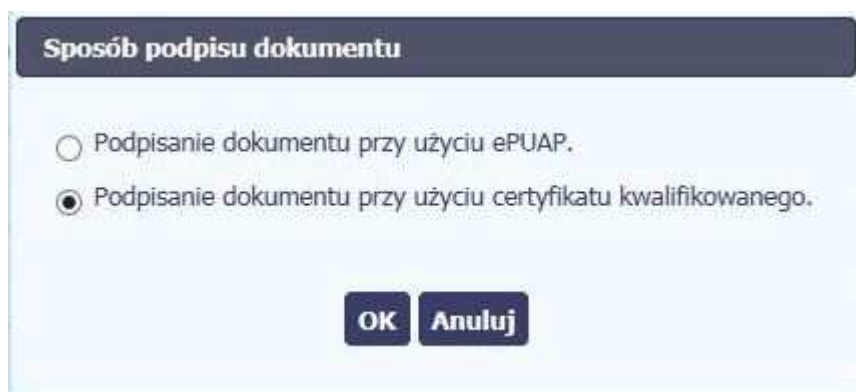 Sposób podpisu dokumentu
Podpisanie dokumentu przy użyciu ePUAP.
Podpisanie dokumentu przy użyciu certyfikatu kwalifikowanego.
OK Anuluj